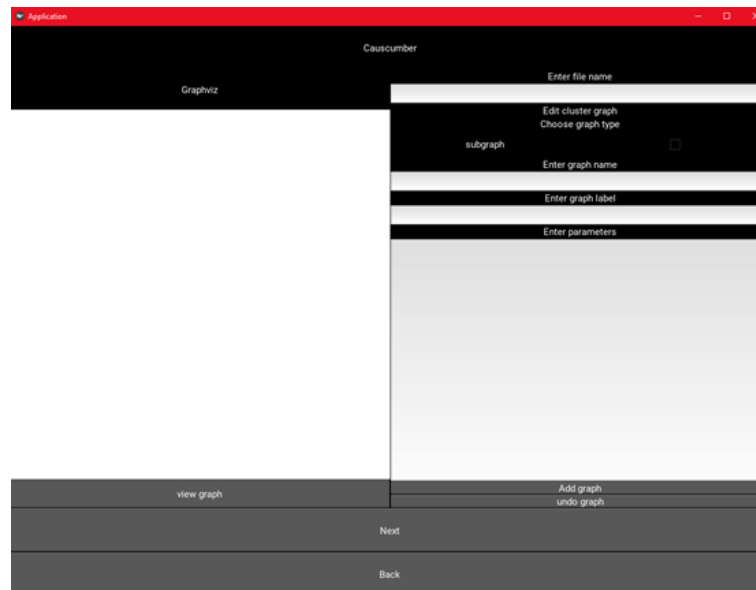 Application
Causcumber
Graphviz
Enter file name
Edit cluster graph
Choose graph type
subgraph
Enter graph name
Enter graph label
Enter parameters
view graph
Add graph
undo graph
Next
Back